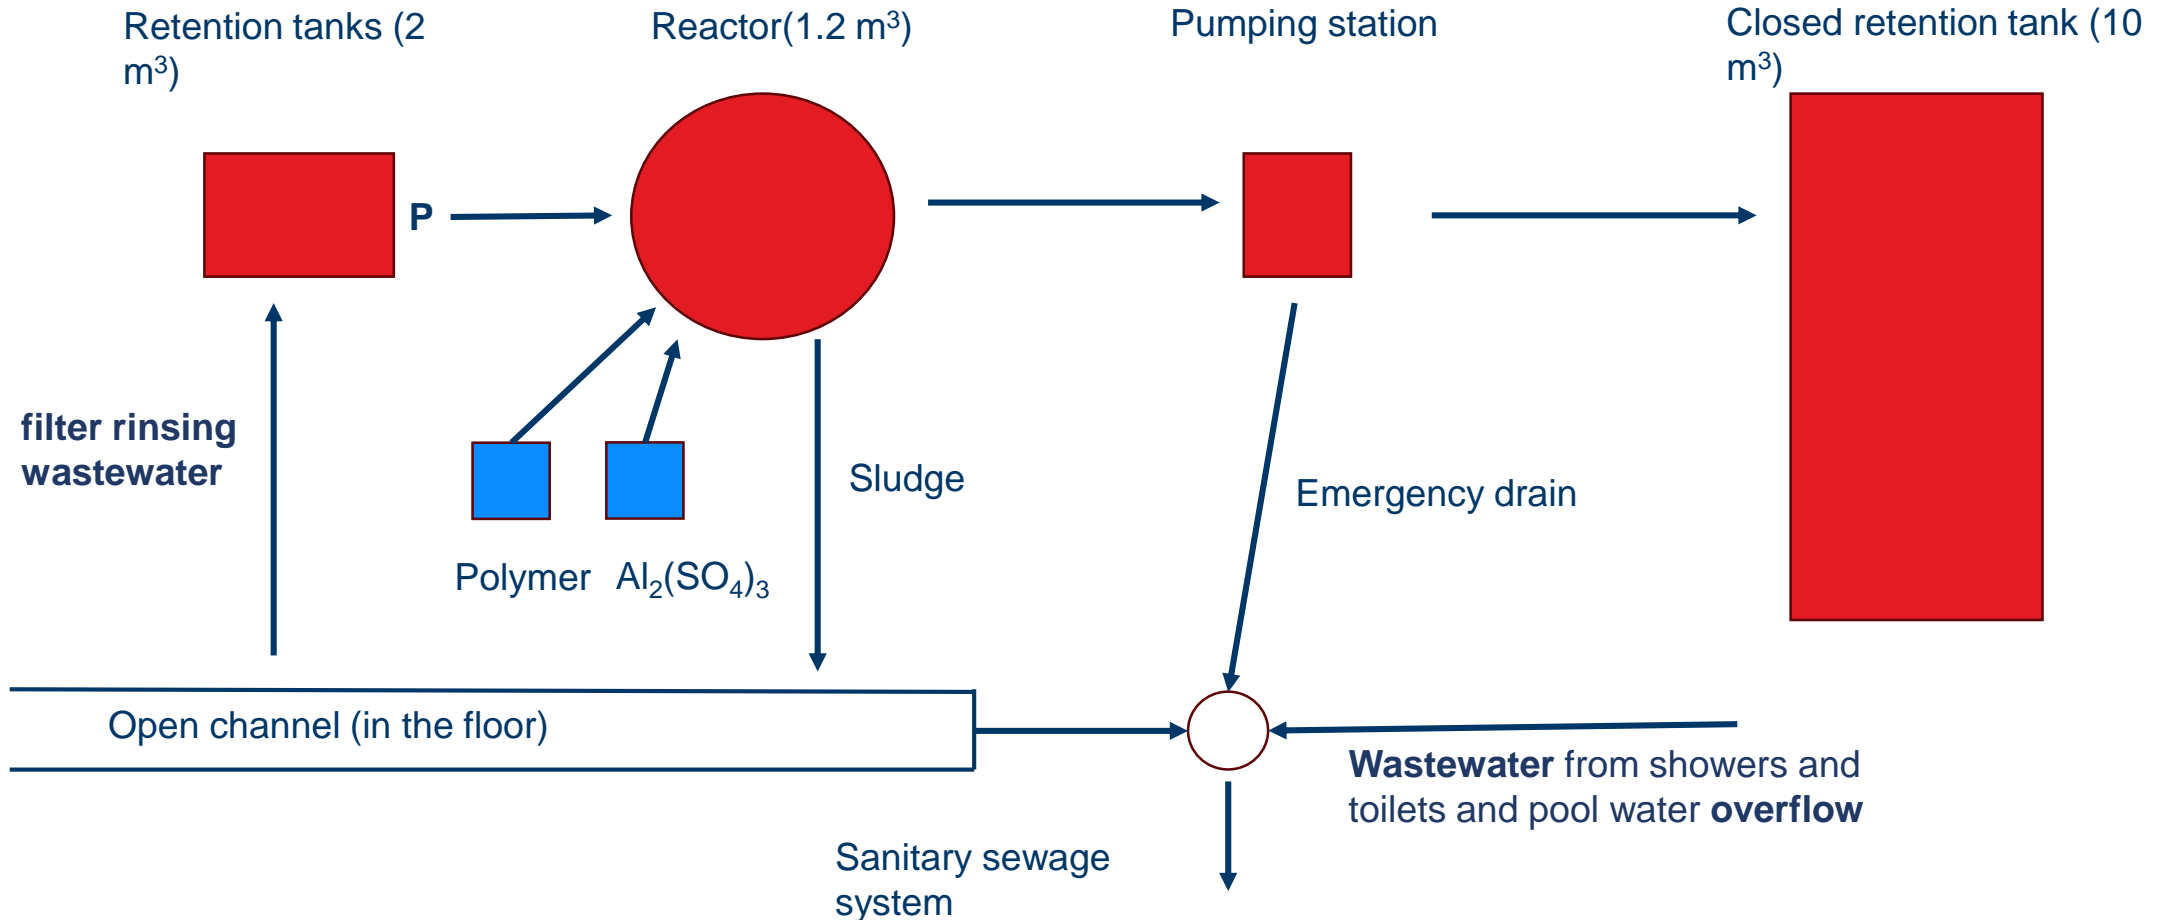 Retention tanks (2
m³)
Reactor(1.2 m³)
Pumping station
Closed retention tank (10
m³)
P
filter rinsing
wastewater
Sludge
Emergency drain
Polymer
Al₂(SO₄)₃
Open channel (in the floor)
Wastewater from showers and
toilets and pool water overflow
Sanitary sewage
system